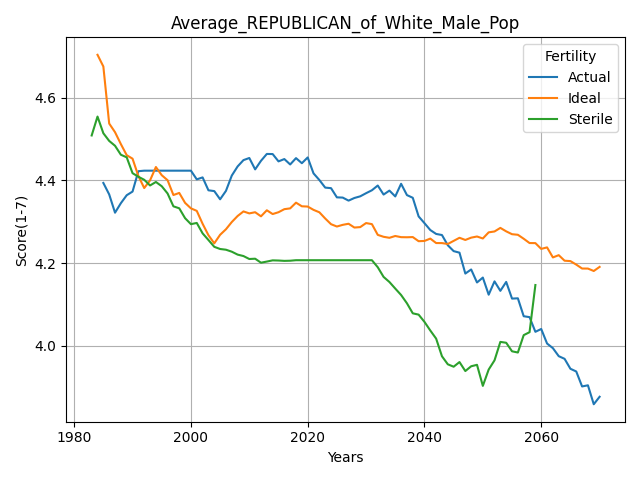 Average_REPUBLICAN_of_White_Male_Pop
Fertility
Actual
Ideal
Sterile
Score(1-7)
4.6
4.4
4.2
4.0
1980 2000 2020 2040 2060
Years